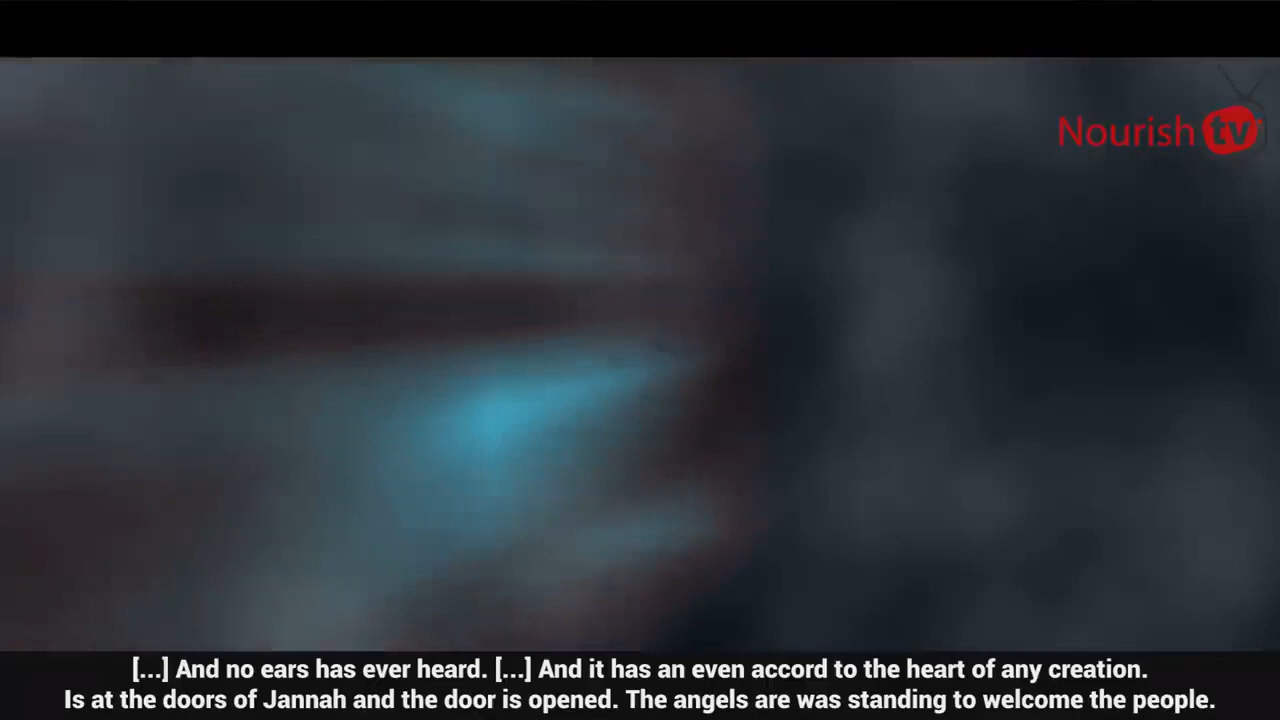 Nourish tv
[...] And no ears has ever heard. [...] And it has an even accord to the heart of any creation.
Is at the doors of Jannah and the door is opened. The angels are was standing to welcome the people.